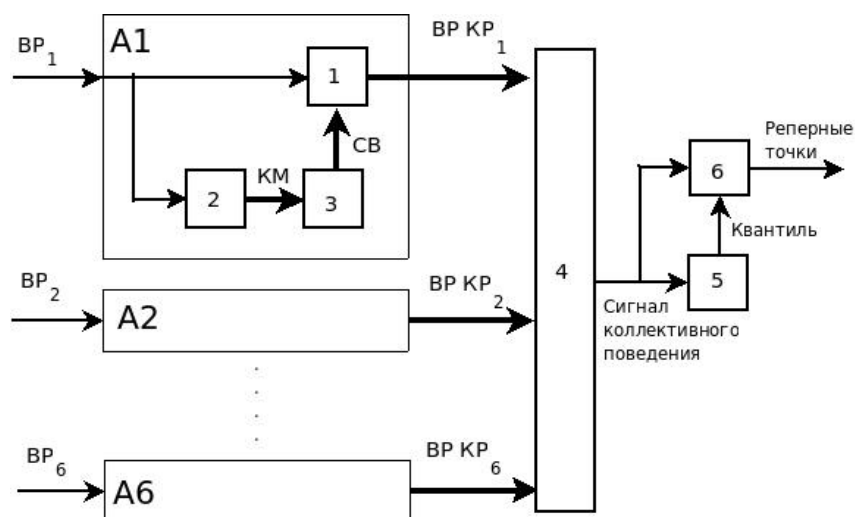 ВР1
А1
1
ВР КР1
2
КМ
3
СВ
4
Реперные
точки
6
Квантиль
5
Сигнал
коллективного
поведения
ВР2
А2
ВР КР2
ВР6
А6
ВР КР6